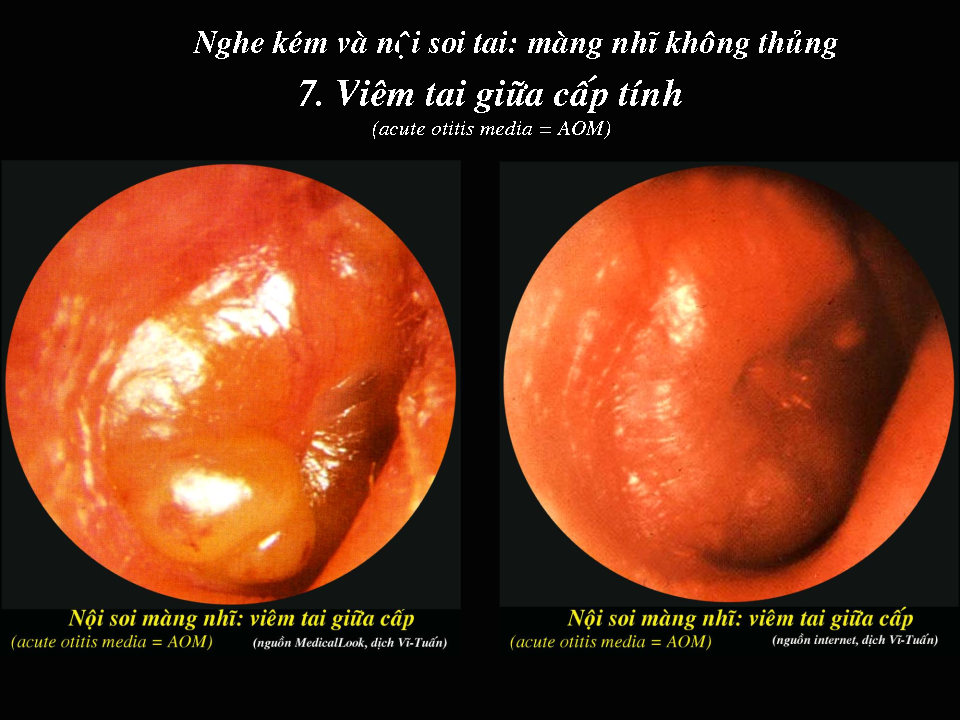 Nghe kém và nội soi tai: màng nhĩ không thủng
7. Viêm tai giữa cấp tính
(acute otitis media = AOM)
Nội soi màng nhĩ: viêm tai giữa cấp
(acute otitis media = AOM) (nguồn MedicalLook, dịch Vĩ-Tuấn)
Nội soi màng nhĩ: viêm tai giữa cấp
(acute otitis media = AOM) (nguồn internet, dịch Vĩ-Tuấn)